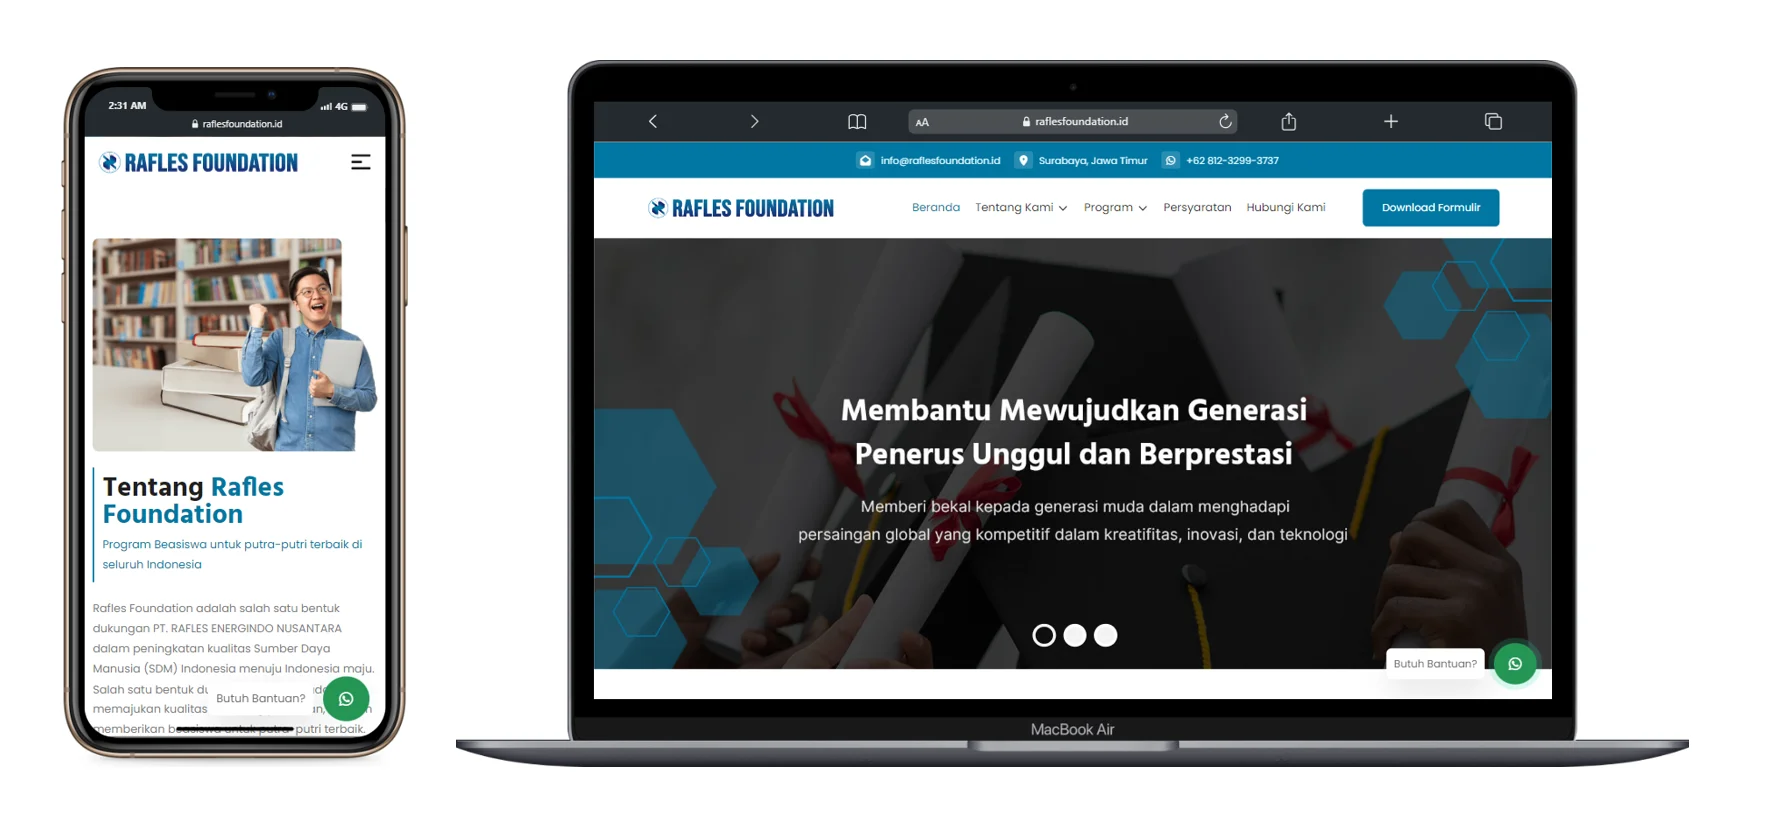 2:31 AM
4G
raflesfoundation.id
RAFLES FOUNDATION
Tentang Rafles
Foundation
Program Beasiswa untuk putra-putri terbaik di
seluruh Indonesia
Rafles Foundation adalah salah satu bentuk
dukungan PT. RAFLES ENERGINDO NUSANTARA
dalam peningkatan kualitas Sumber Daya
Manusia (SDM) Indonesia menuju Indonesia maju.
Salah satu bentuk
Butuh Bantuan?
memajukan kualitas
memberikan beasiswa untuk putra-putri terbaik.
AA
raflesfoundation.id
info@raflesfoundation.id
Surabaya, Jawa Timur
+62 812-3299-3737
RAFLES FOUNDATION
Beranda
Tentang Kami
Program
Persyaratan
Hubungi Kami
Download Formulir
Membantu Mewujudkan Generasi
Penerus Unggul dan Berprestasi
Memberi bekal kepada generasi muda dalam menghadapi
persaingan global yang kompetitif dalam kreatifitas, inovasi, dan teknologi
Butuh Bantuan?
MacBook Air